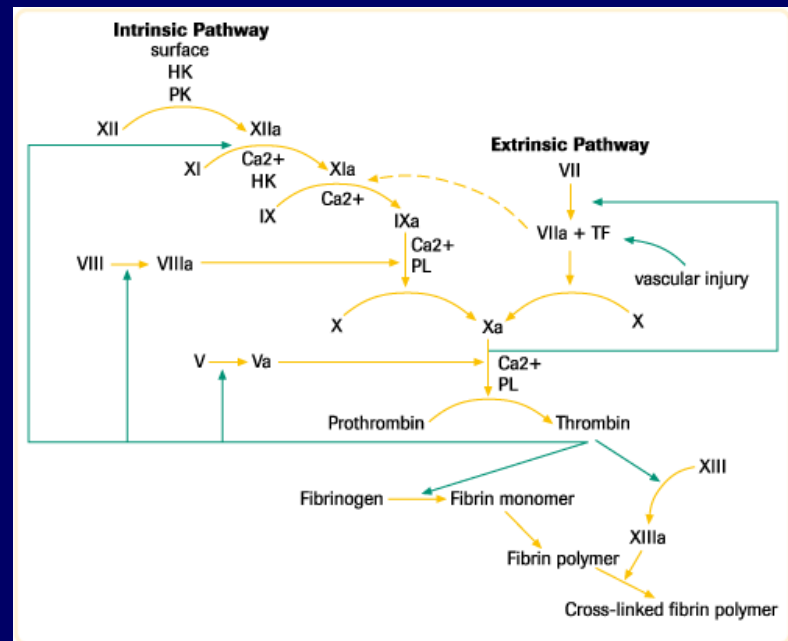 Intrinsic Pathway
surface
HK
PK
XII
XIIa
Extrinsic Pathway
XI
Ca2+
HK
XIa
VII
IX
Ca2+
IXa
VIIa + TF
Ca2+
PL
VIII
VIIIa
vascular injury
X
Xa
X
V
Va
Ca2+
PL
Prothrombin
Thrombin
XIII
Fibrinogen
Fibrin monomer
XIIIa
Fibrin polymer
Cross-linked fibrin polymer